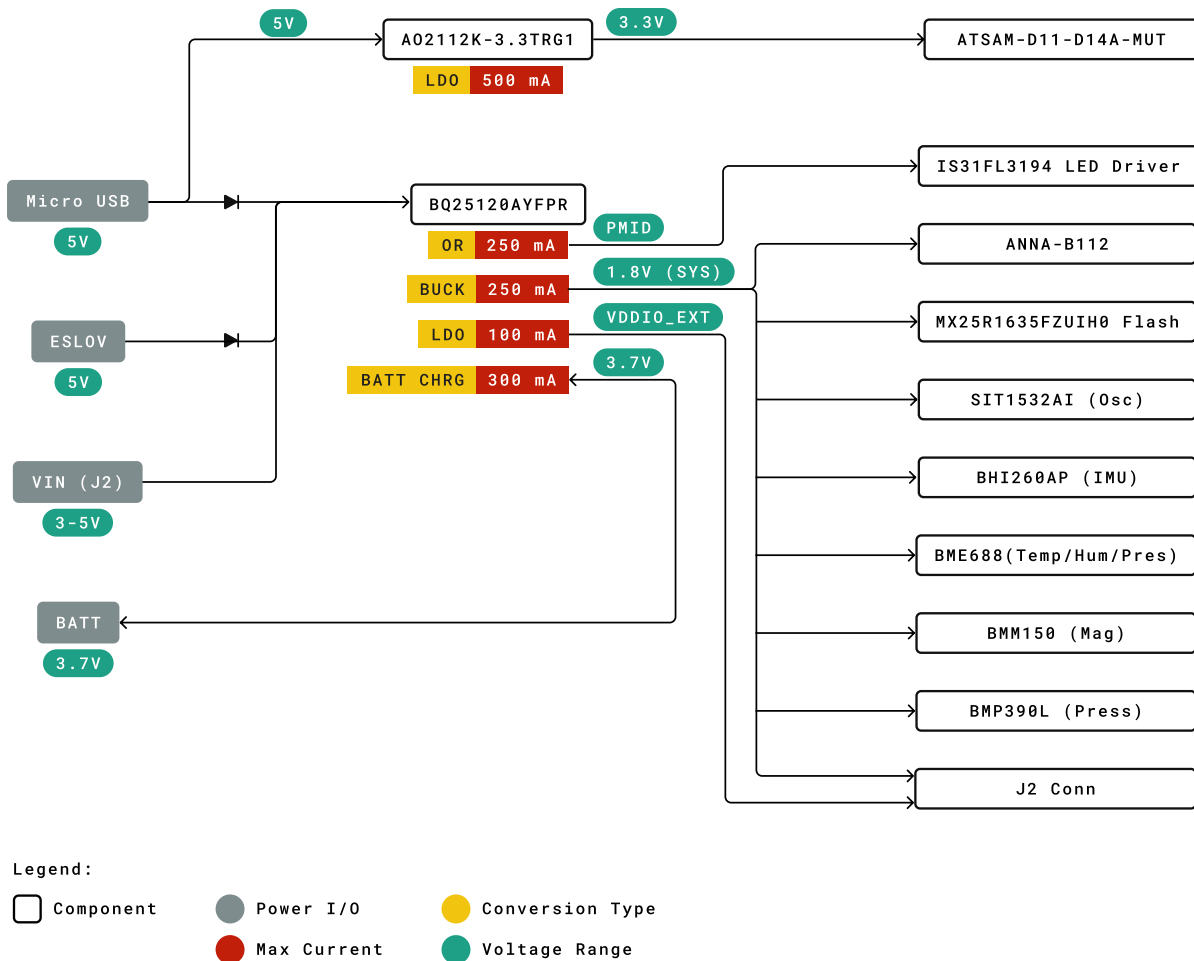 5V
AO2112K-3.3TRG1
3.3V
ATSAM-D11-D14A-MUT
LDO 500 mA
IS31FL3194 LED Driver
Micro USB
5V
BQ25120AYFPR
OR 250 mA
PMID
ANNA-B112
BUCK 250 mA
1.8V (SYS)
MX25R1635FZUIH0 Flash
LDO 100 mA
VDDIO_EXT
ESLOV
5V
BATT CHRG 300 mA
3.7V
SIT1532AI (Osc)
VIN (J2)
3-5V
BHI260AP (IMU)
BME688(Temp/Hum/Pres)
BATT
3.7V
BMM150 (Mag)
BMP390L (Press)
J2 Conn
Legend:
Component
Power I/O
Conversion Type
Max Current
Voltage Range